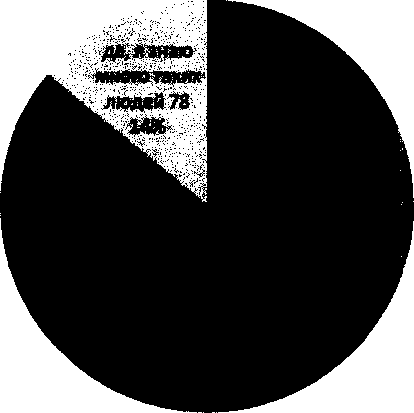 да, я знаю
много таких
людей 78
14%